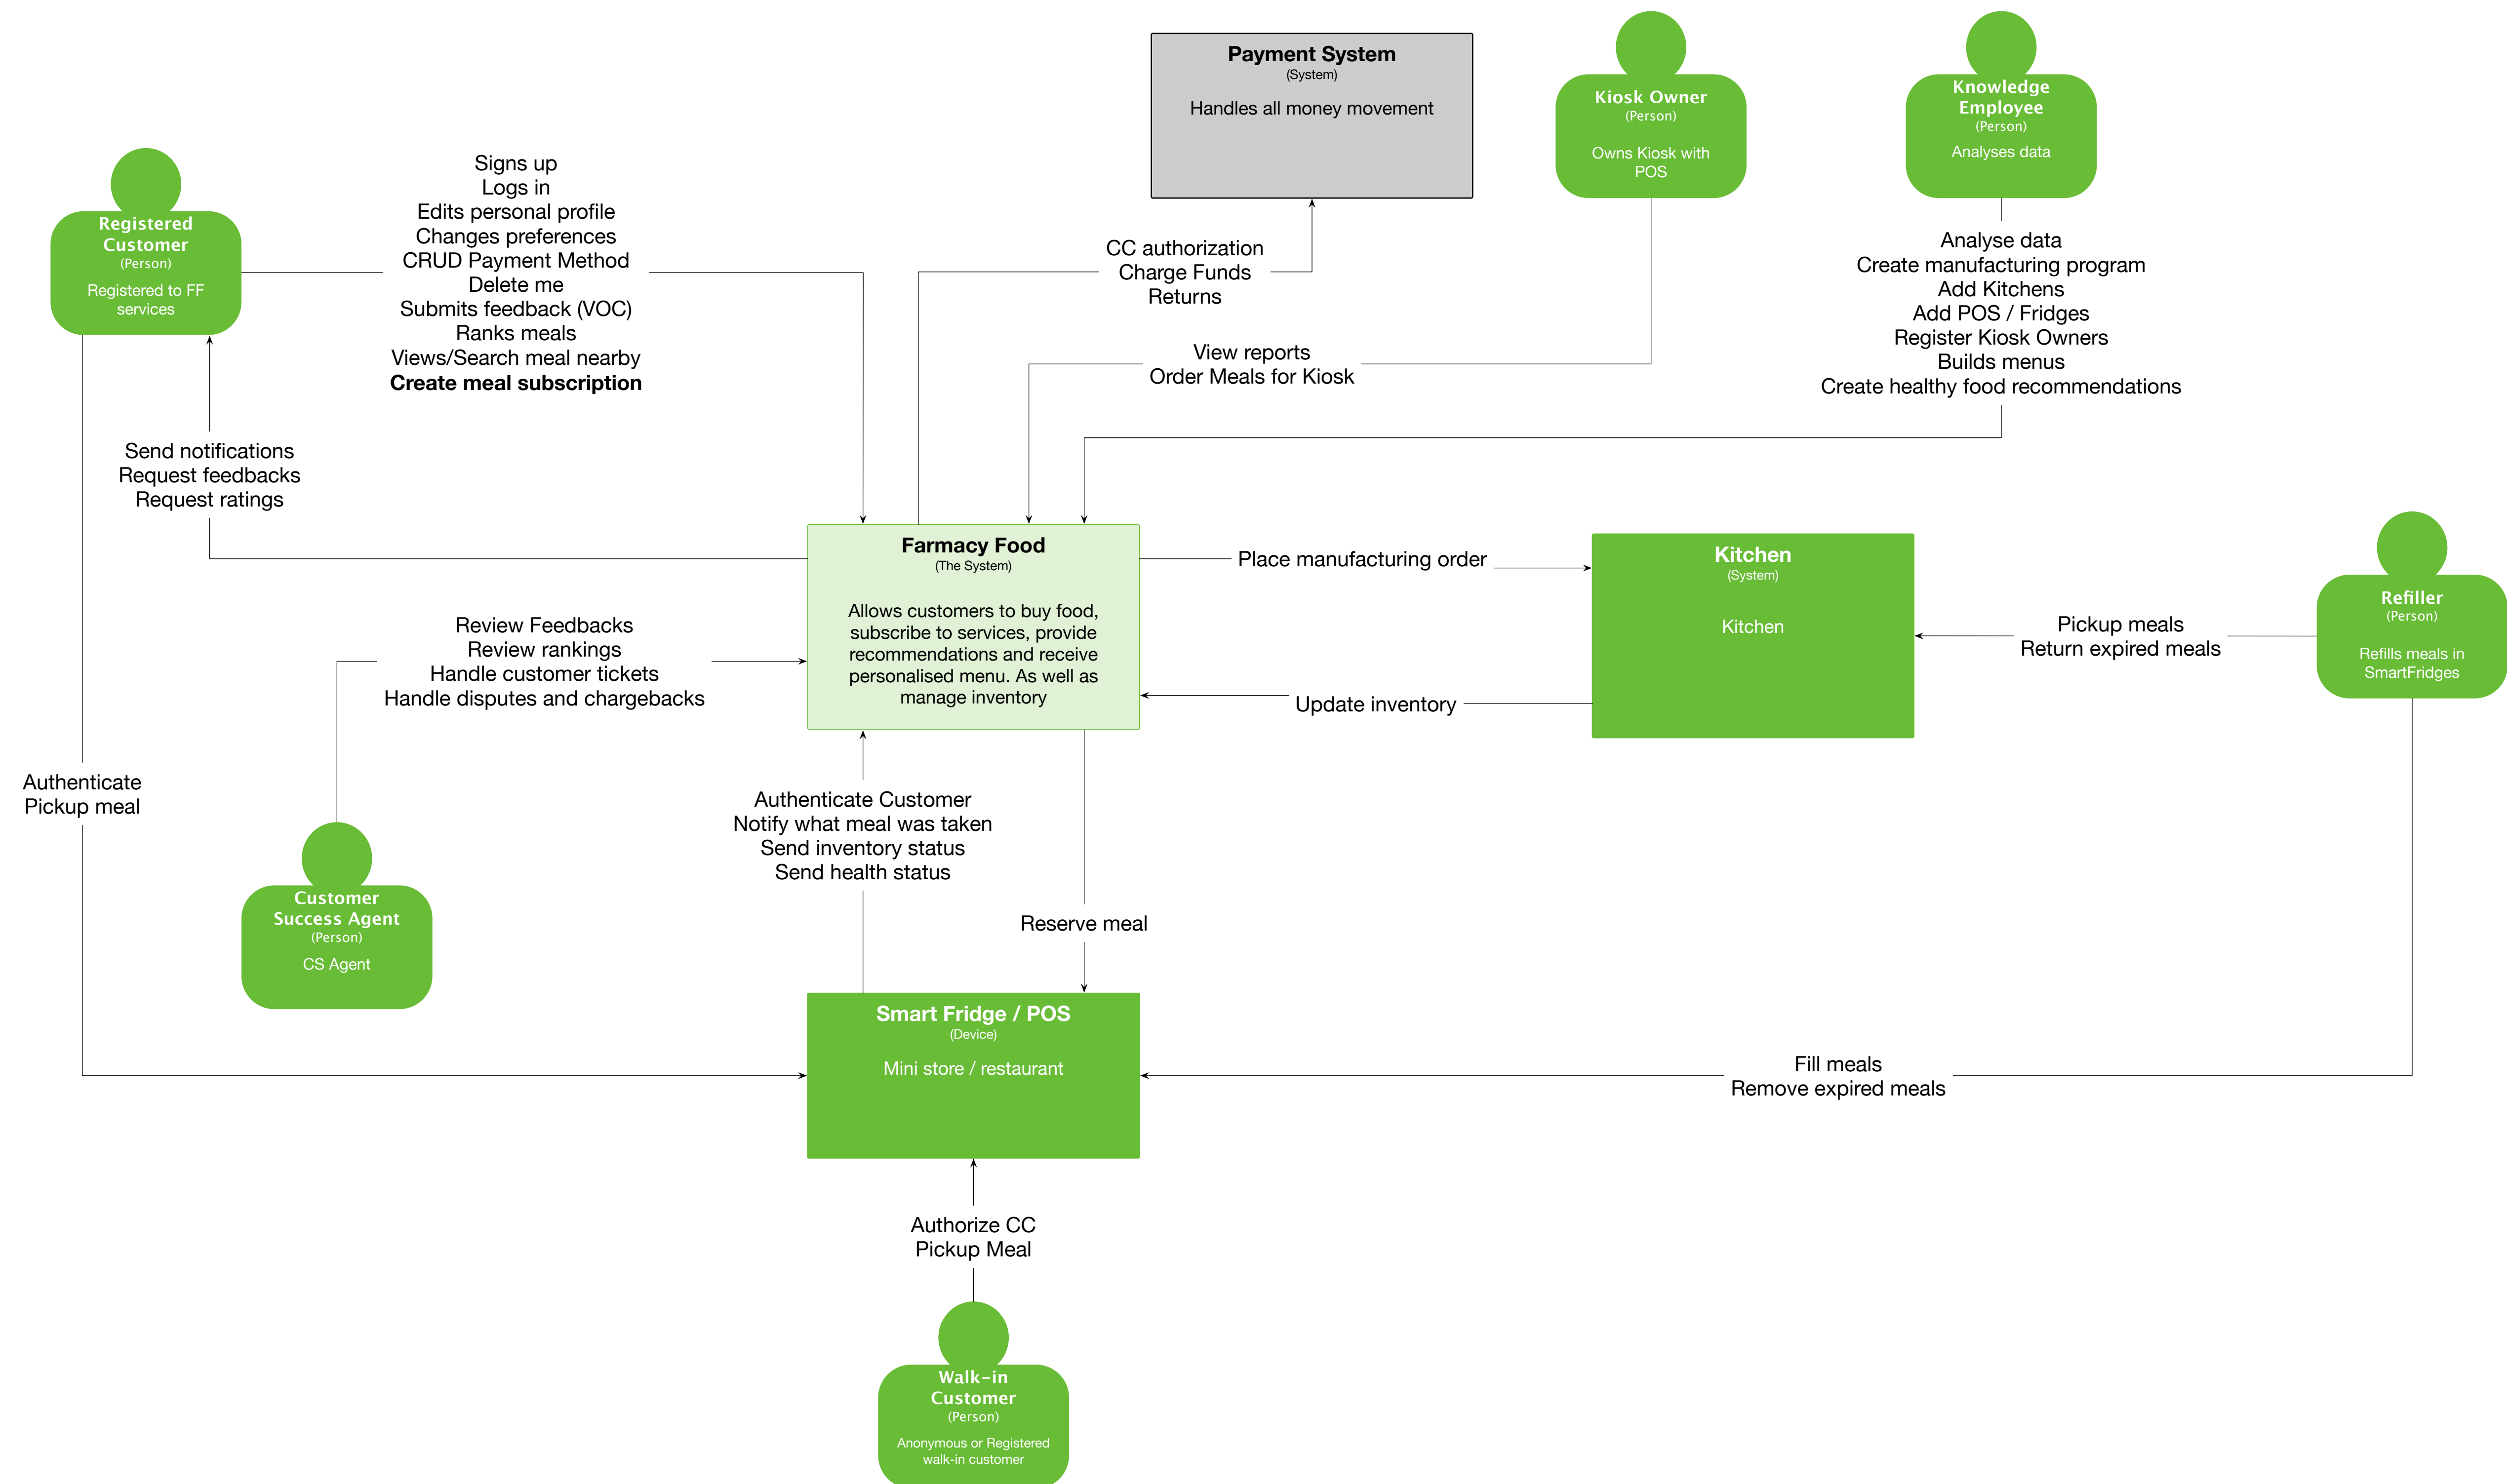 Payment System
(System)
Handles all money movement
Kiosk Owner
(Person)
Owns Kiosk with
POS
Knowledge
Employee
(Person)
Analyses data
Registered
Customer
(Person)
Registered to FF
services
Signs up
Logs in
Edits personal profile
Changes preferences
CRUD Payment Method
Delete me
Submits feedback (VOC)
Ranks meals
Views/Search meal nearby
Create meal subscription
CC authorization
Charge Funds
Returns
View reports
Order Meals for Kiosk
Analyse data
Create manufacturing program
Add Kitchens
Add POS / Fridges
Register Kiosk Owners
Builds menus
Create healthy food recommendations
Send notifications
Request feedbacks
Request ratings
Farmacy Food
(The System)
Allows customers to buy food,
subscribe to services, provide
recommendations and receive
personalised menu. As well as
manage inventory
Place manufacturing order
Kitchen
(System)
Kitchen
Refiller
(Person)
Refills meals in
SmartFridges
Pickup meals
Return expired meals
Update inventory
Review Feedbacks
Review rankings
Handle customer tickets
Handle disputes and chargebacks
Authenticate
Pickup meal
Authenticate Customer
Notify what meal was taken
Send inventory status
Send health status
Reserve meal
Customer
Success Agent
(Person)
CS Agent
Smart Fridge / POS
(Device)
Mini store / restaurant
Fill meals
Remove expired meals
Authorize CC
Pickup Meal
Walk-in
Customer
(Person)
Anonymous or Registered
walk-in customer